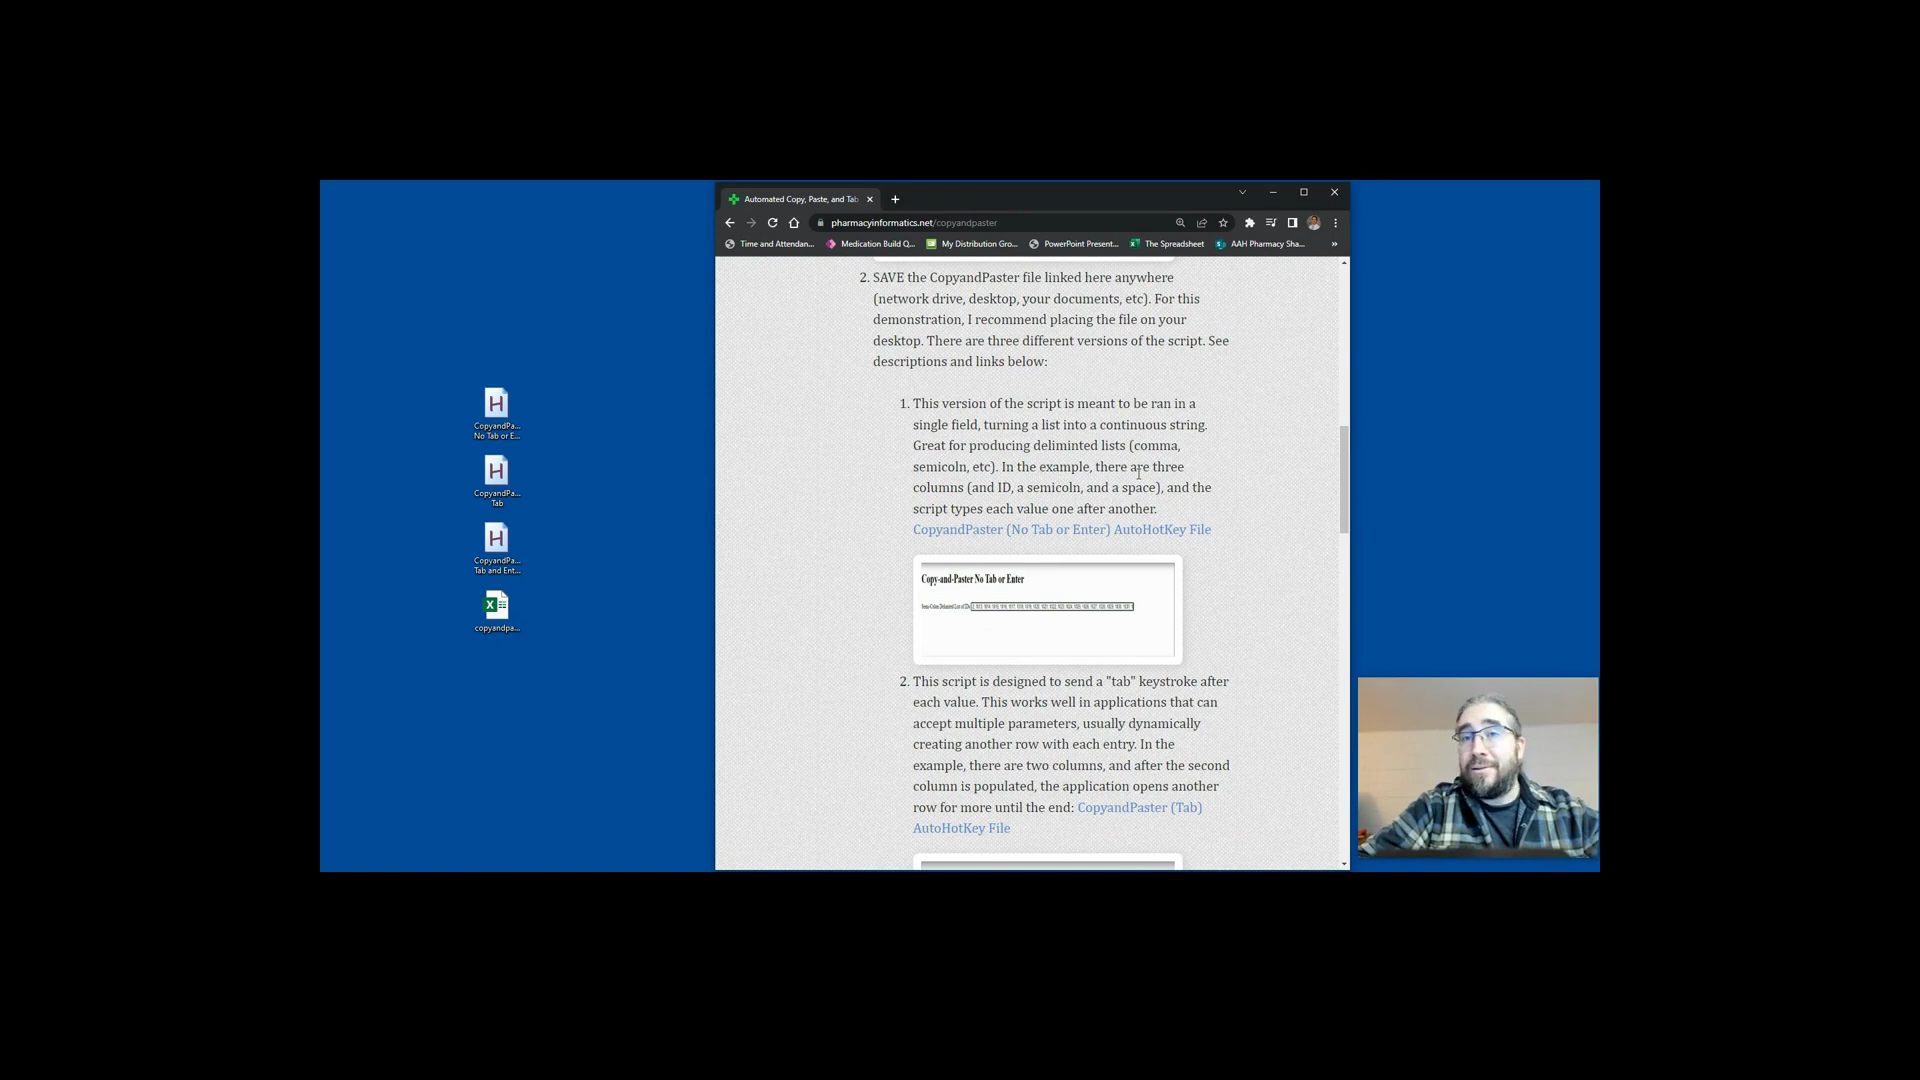 Automated Copy, Paste, and Tab
pharmacyinformatics.net/copyandpaster
Time and Attendan... Medication Build Q... My Distribution Gro... PowerPoint Present... The Spreadsheet AAH Pharmacy Sha... »
2. SAVE the CopyandPaster file linked here anywhere
(network drive, desktop, your documents, etc). For this
demonstration, I recommend placing the file on your
desktop. There are three different versions of the script. See
descriptions and links below:
1. This version of the script is meant to be ran in a
single field, turning a list into a continuous string.
Great for producing deliminted lists (comma,
semicoln, etc). In the example, there are three
columns (and ID, a semicoln, and a space), and the
script types each value one after another.
CopyandPaster (No Tab or Enter) AutoHotKey File
Copy-and-Paster No Tab or Enter
Semi-Colon Delimited List of IDs
2. This script is designed to send a "tab" keystroke after
each value. This works well in applications that can
accept multiple parameters, usually dynamically
creating another row with each entry. In the
example, there are two columns, and after the second
column is populated, the application opens another
row for more until the end: CopyandPaster (Tab)
AutoHotKey File
CopyandPa...
No Tab or E...
CopyandPa...
Tab
CopyandPa...
Tab and Ent...
copyandpa...